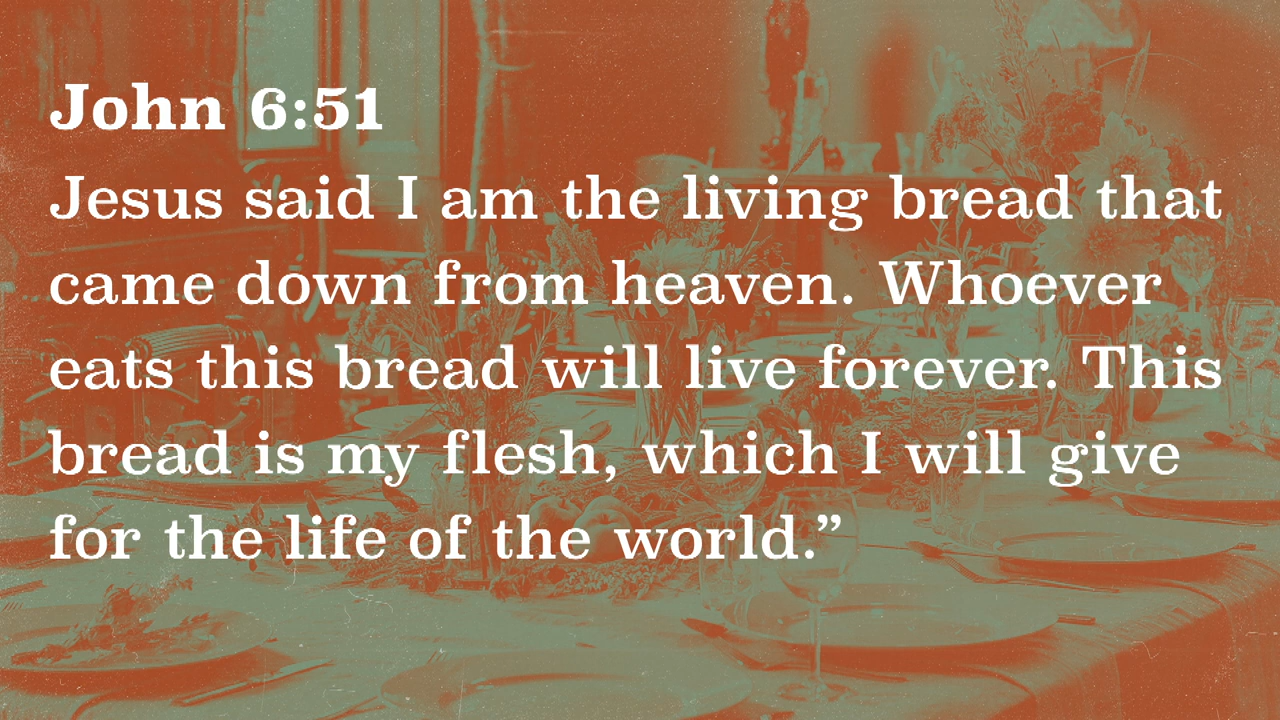 John 6:51
Jesus said I am the living bread that
came down from heaven. Whoever
eats this bread will live forever. This
bread is my flesh, which I will give
for the life of the world.”